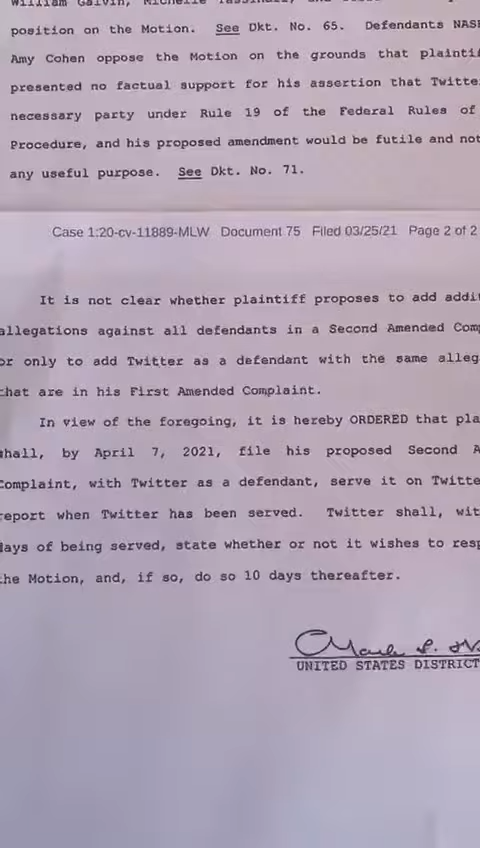 William Galvin, Michelle
position on the Motion. See Dkt. No. 65. Defendants NASE
Amy Cohen oppose the Motion on the grounds that plaintif
presented no factual support for his assertion that Twitte
necessary party under Rule 19 of the Federal Rules of
Procedure, and his proposed amendment would be futile and not
any useful purpose. See Dkt. No. 71.
Case 1:20-cv-11889-MLW Document 75 Filed 03/25/21 Page 2 of 2
It is not clear whether plaintiff proposes to add addit
allegations against all defendants in a Second Amended Comp
or only to add Twitter as a defendant with the same alleg
that are in his First Amended Complaint.
In view of the foregoing, it is hereby ORDERED that pla
shall, by April 7, 2021, file his proposed Second A
Complaint, with Twitter as a defendant, serve it on Twitte
report when Twitter has been served. Twitter shall, wit
days of being served, state whether or not it wishes to resp
the Motion, and, if so, do so 10 days thereafter.
UNITED STATES DISTRICT